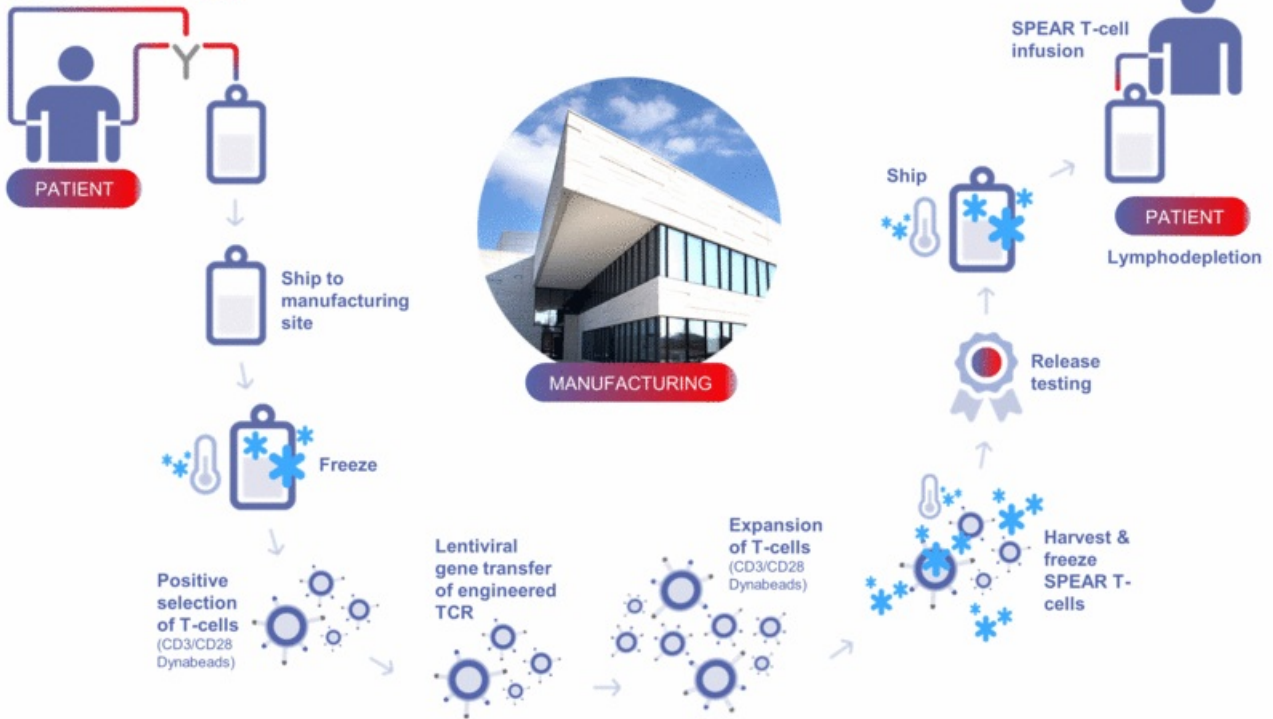 PATIENT
Ship to
manufacturing
site
Freeze
Positive
selection
of T-cells
(CD3/CD28
Dynabeads)
Lentiviral
gene transfer
of engineered
TCR
MANUFACTURING
Expansion
of T-cells
(CD3/CD28
Dynabeads)
Harvest &
freeze
SPEAR T-
cells
Release
testing
Ship
SPEAR T-cell
infusion
PATIENT
Lymphodepletion